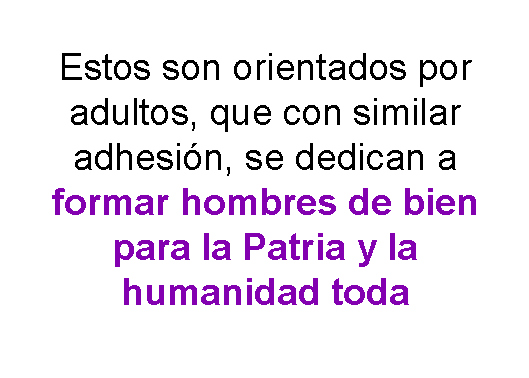 Estos son orientados por
adultos, que con similar
adhesión, se dedican a
formar hombres de bien
para la Patria y la
humanidad toda